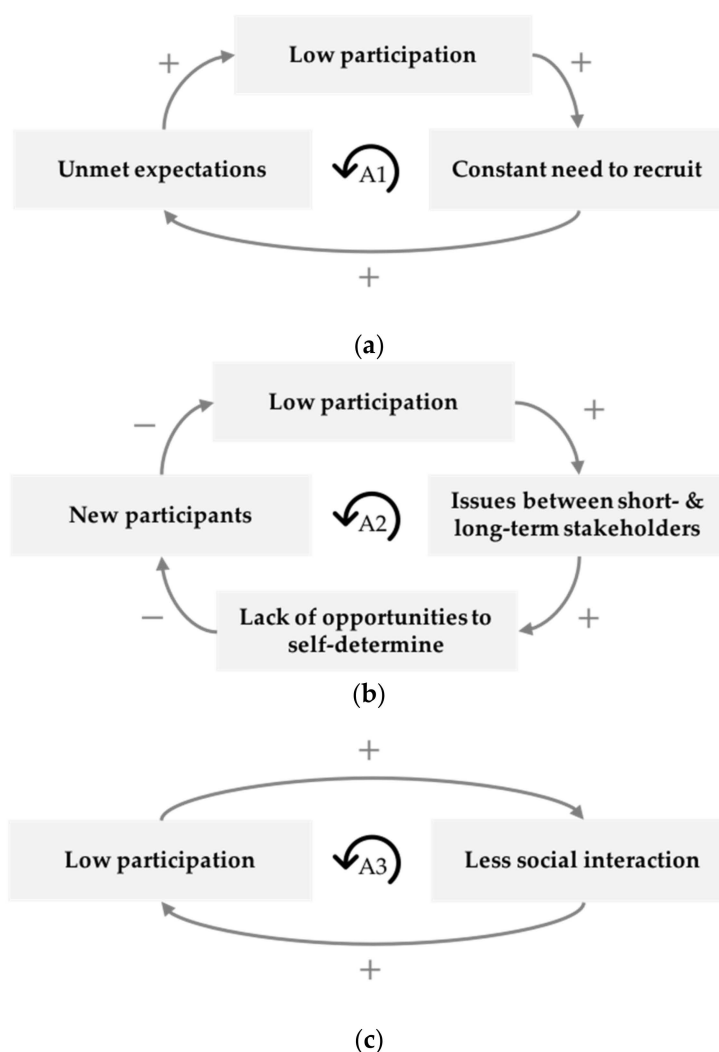 Low participation
+
+
Unmet expectations
A1
Constant need to recruit
+
(a)
Low participation
−
+
New participants
A2
Issues between short- &
long-term stakeholders
Lack of opportunities to
self-determine
−
+
(b)
+
Low participation
A3
Less social interaction
+
(c)